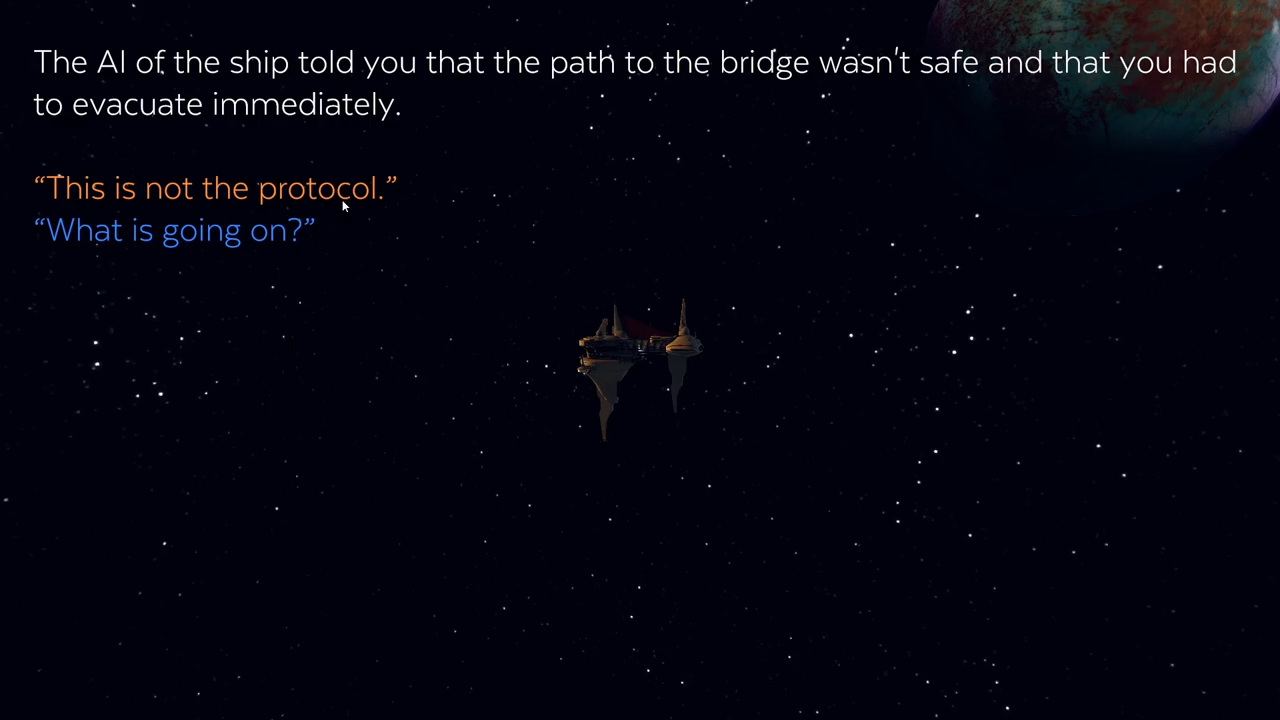 The AI of the ship told you that the path to the bridge wasn't safe and that you had
to evacuate immediately.
“This is not the protocol.”
“What is going on?”